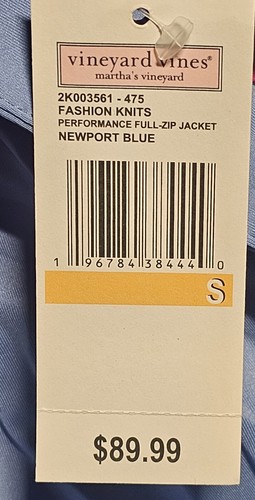 vineyard vines®
martha's vineyard
2K003561 - 475
FASHION KNITS
PERFORMANCE FULL-ZIP JACKET
NEWPORT BLUE
1 96784 38444 0
S
$89.99